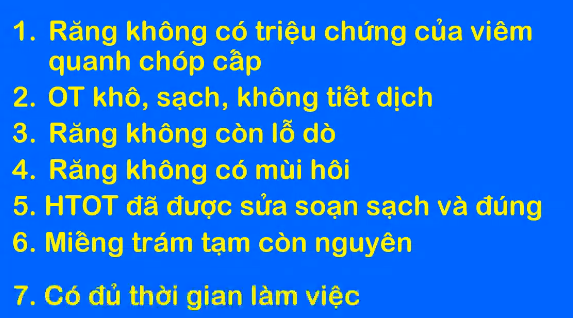 1. Răng không có triệu chứng của viêm
quanh chóp cấp
2. OT khô, sạch, không tiết dịch
3. Răng không còn lỗ dò
4. Răng không có mùi hôi
5. HTOT đã được sửa soạn sạch và đúng
6. Miếng trám tạm còn nguyên
7. Có đủ thời gian làm việc